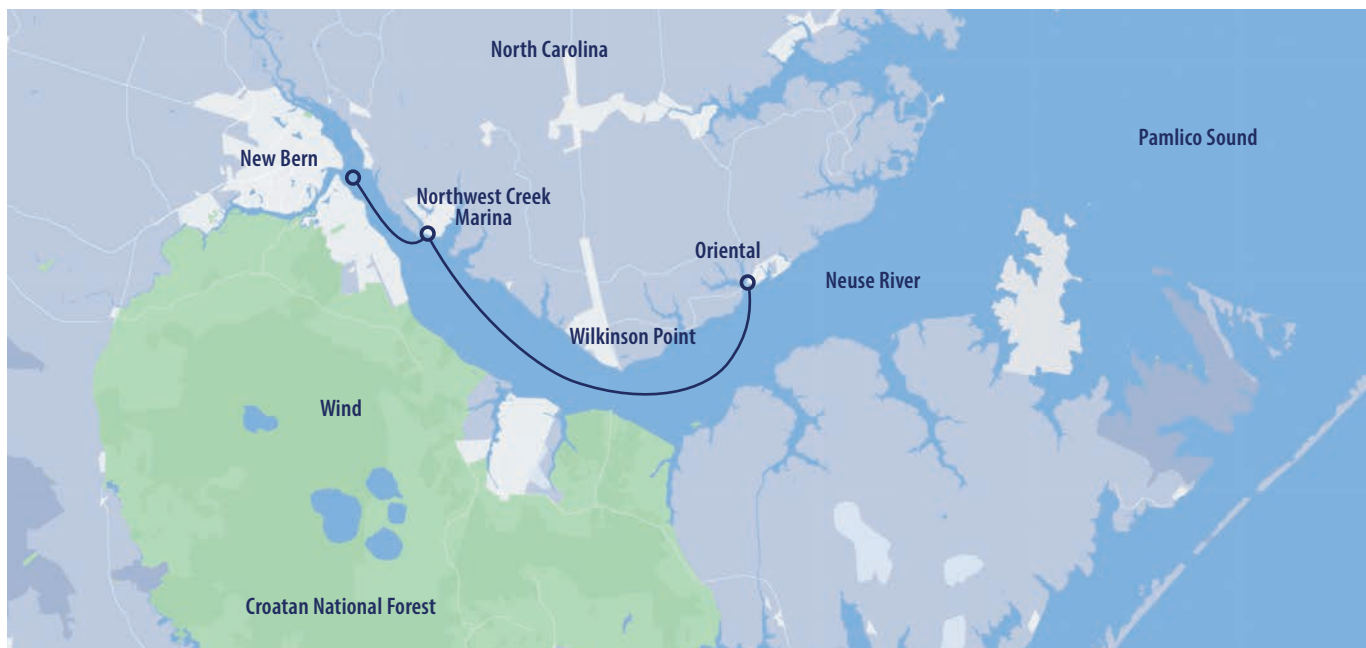 North Carolina
Pamlico Sound
New Bern
Northwest Creek
Marina
Oriental
Neuse River
Wilkinson Point
Wind
Croatan National Forest